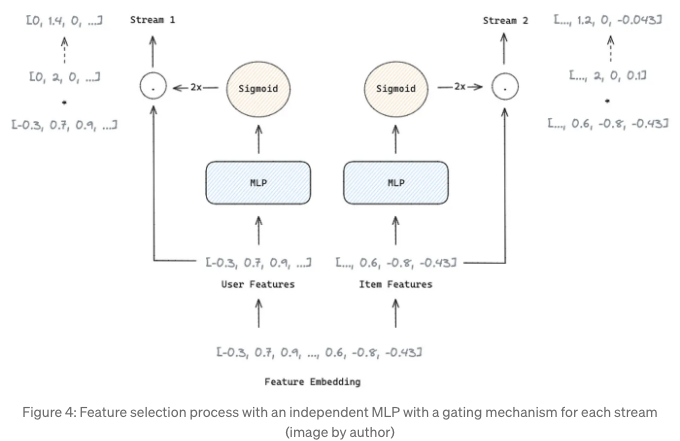 [0, 1.4, 0, ...]
Stream 1
Stream 2
[..., 1.2, 0, -0.043]
[0, 2, 0, ...]
2x
Sigmoid
Sigmoid
2x
[..., 2, 0, 0.1]
.
.
[-0.3, 0.7, 0.9, ...]
[..., 0.6, -0.8, -0.43]
MLP
MLP
[-0.3, 0.7, 0.9, ...]
[..., 0.6, -0.8, -0.43]
User Features
Item Features
[-0.3, 0.7, 0.9, ..., 0.6, -0.8, -0.43]
Feature Embedding
Figure 4: Feature selection process with an independent MLP with a gating mechanism for each stream
(image by author)